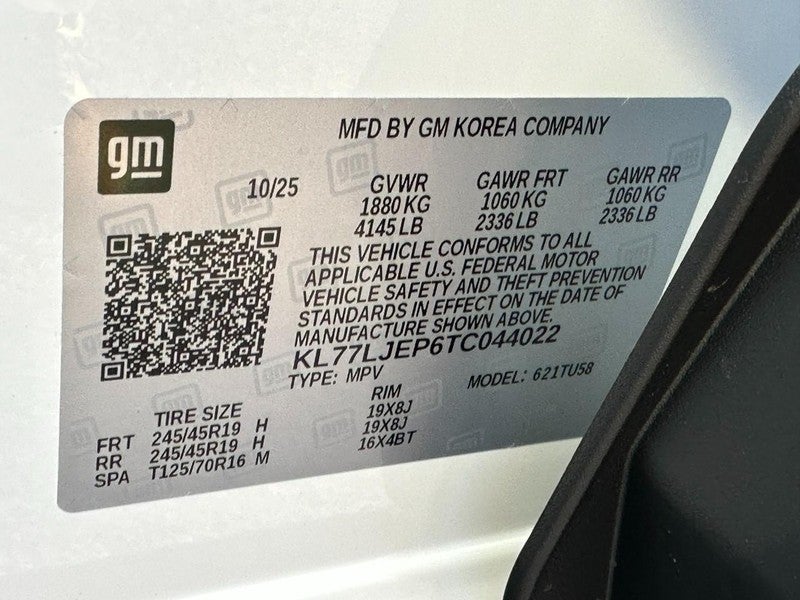 gm
MFD BY GM KOREA COMPANY
10/25
GVWR GAWR FRT GAWR RR
1880 KG 1060 KG 1060 KG
4145 LB 2336 LB 2336 LB
THIS VEHICLE CONFORMS TO ALL
APPLICABLE U.S. FEDERAL MOTOR
VEHICLE SAFETY AND THEFT PREVENTION
STANDARDS IN EFFECT ON THE DATE OF
MANUFACTURE SHOWN ABOVE.
KL77LJEP6TC044022
TYPE: MPV MODEL: 621TU58
TIRE SIZE RIM
FRT 245/45R19 H 19X8J
RR 245/45R19 H 19X8J
SPA T125/70R16 M 16X4BT